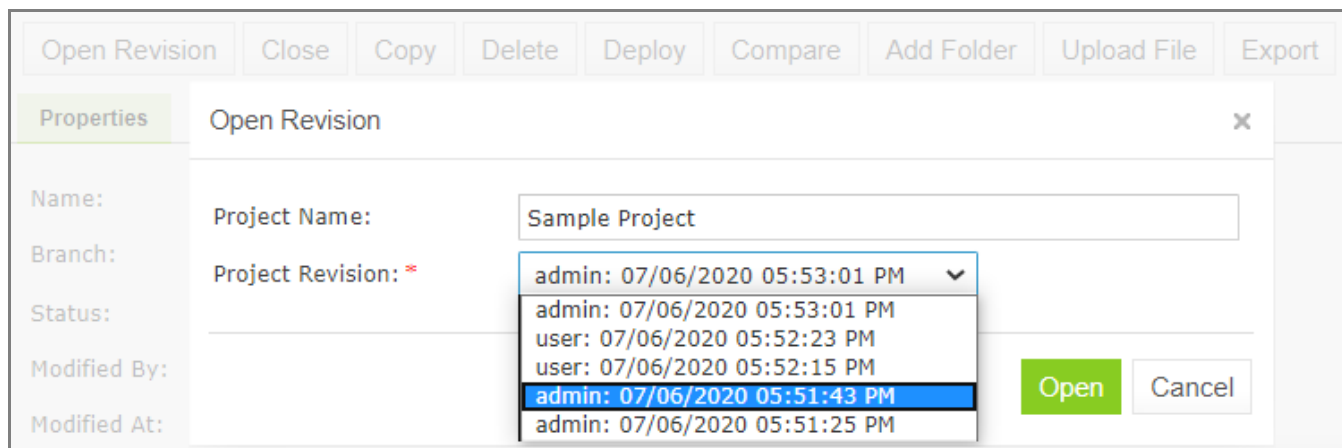 Open Revision Close Copy Delete Deploy Compare Add Folder Upload File Export
Properties
Open Revision ×
Name:
Project Name: Sample Project
Branch:
Project Revision: * admin: 07/06/2020 05:53:01 PM
admin: 07/06/2020 05:53:01 PM
Status:
user: 07/06/2020 05:52:23 PM
user: 07/06/2020 05:52:15 PM
Modified By:
admin: 07/06/2020 05:51:43 PM
Open Cancel
admin: 07/06/2020 05:51:25 PM
Modified At: